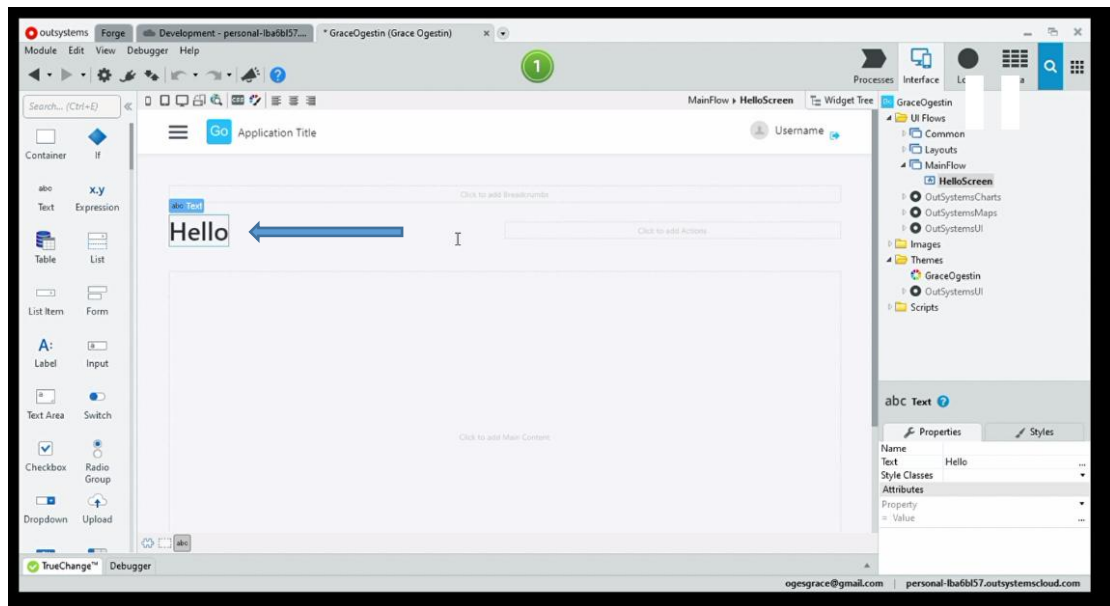 outsystems Forge Development - personal-lba6bl57.... * GraceOgestin (Grace Ogestin)
Module Edit View Debugger Help
1
Processes Interface
Search... (Ctrl+E)
MainFlow HelloScreen Widget Tree
Container If
Text Expression
Table List
List Item Form
Label Input
Text Area Switch
Checkbox Radio Group
Dropdown Upload
Go Application Title
Username
Click to add Breadcrumbs
abc Text
Hello
Click to add Actions
Click to add Main Content
abc
GraceOgestin
UI Flows
Common
Layouts
MainFlow
HelloScreen
OutSystemsCharts
OutSystemsMaps
OutSystemsUI
Images
Themes
GraceOgestin
OutSystemsUI
Scripts
abc Text
Properties Styles
Name
Text Hello ...
Style Classes
Attributes
Property
= Value ...
TrueChange™ Debugger
ogesgrace@gmail.com | personal-lba6bl57.outsystemscloud.com